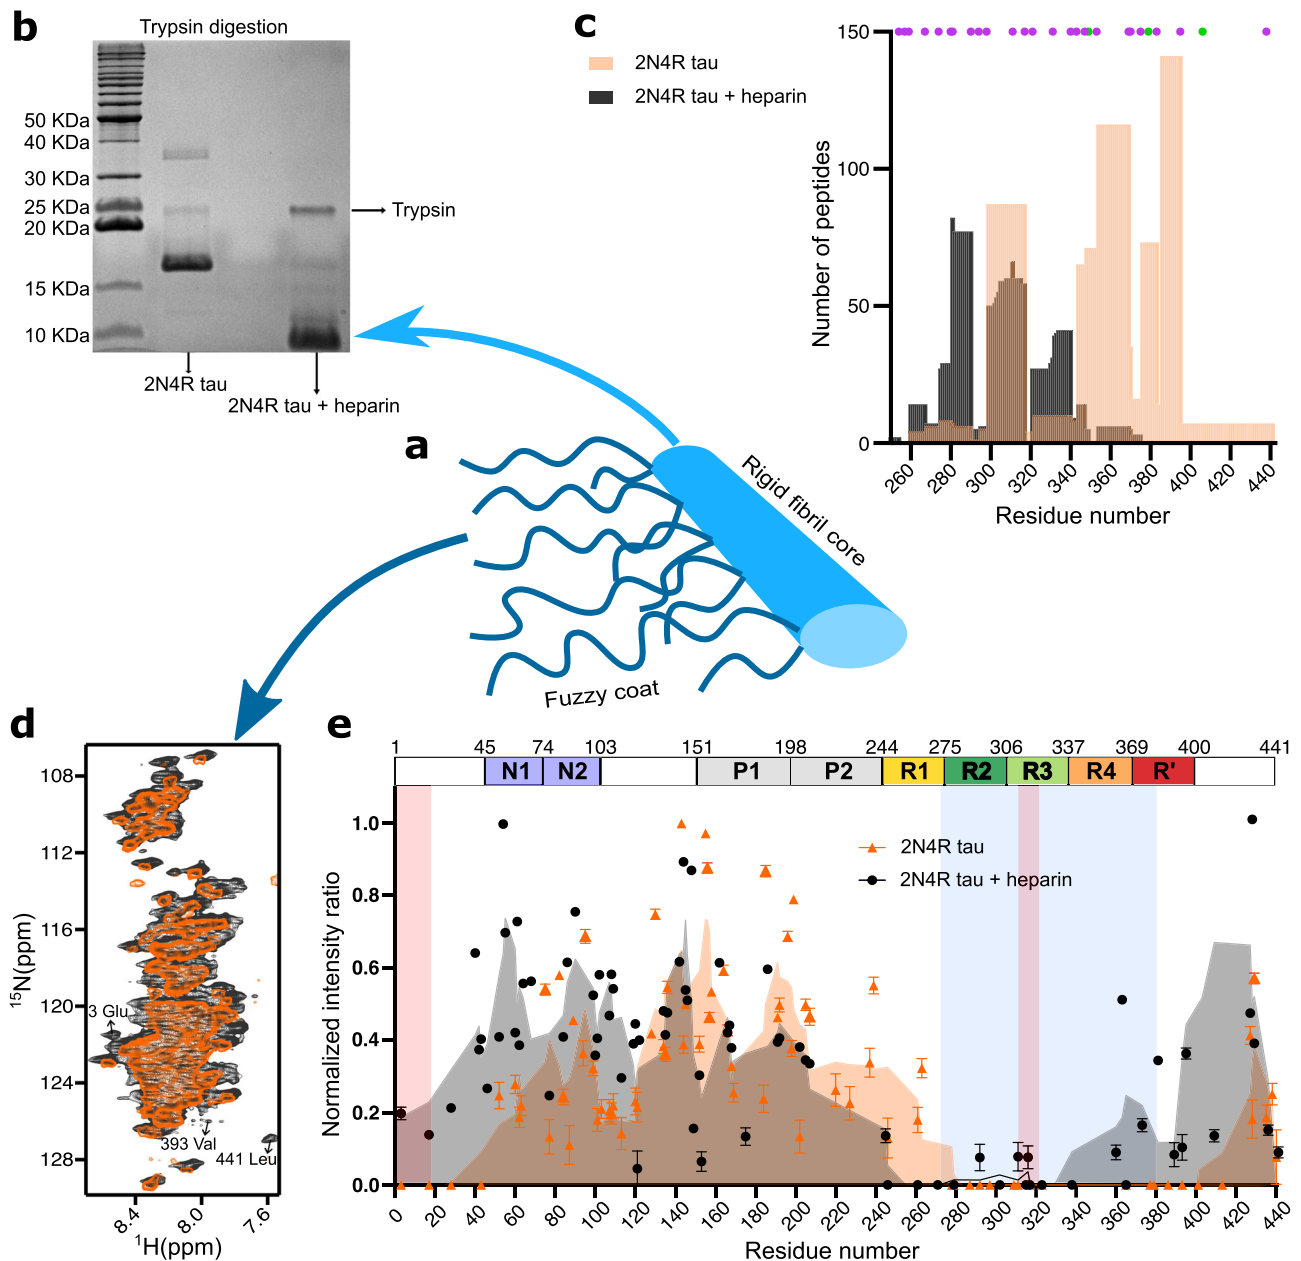 b
Trypsin digestion
50 KDa
40 KDa
30 KDa
25 KDa
20 KDa
15 KDa
10 KDa
Trypsin
2N4R tau
2N4R tau + heparin
c
2N4R tau
2N4R tau + heparin
Number of peptides
150
100
50
0
260 280 300 320 340 360 380 400 420 440
Residue number
a
Rigid fibril core
Fuzzy coat
d
15N(ppm)
108
112
116
120
124
128
3 Glu
393 Val
441 Leu
8.4 8.0 7.6
1H(ppm)
e
1 45 74 103 151 198 244 275 306 337 369 400 441
N1 N2 P1 P2 R1 R2 R3 R4 R'
Normalized intensity ratio
1.0
0.8
0.6
0.4
0.2
0.0
2N4R tau
2N4R tau + heparin
0 20 40 60 80 100 120 140 160 180 200 220 240 260 280 300 320 340 360 380 400 420 441
Residue number